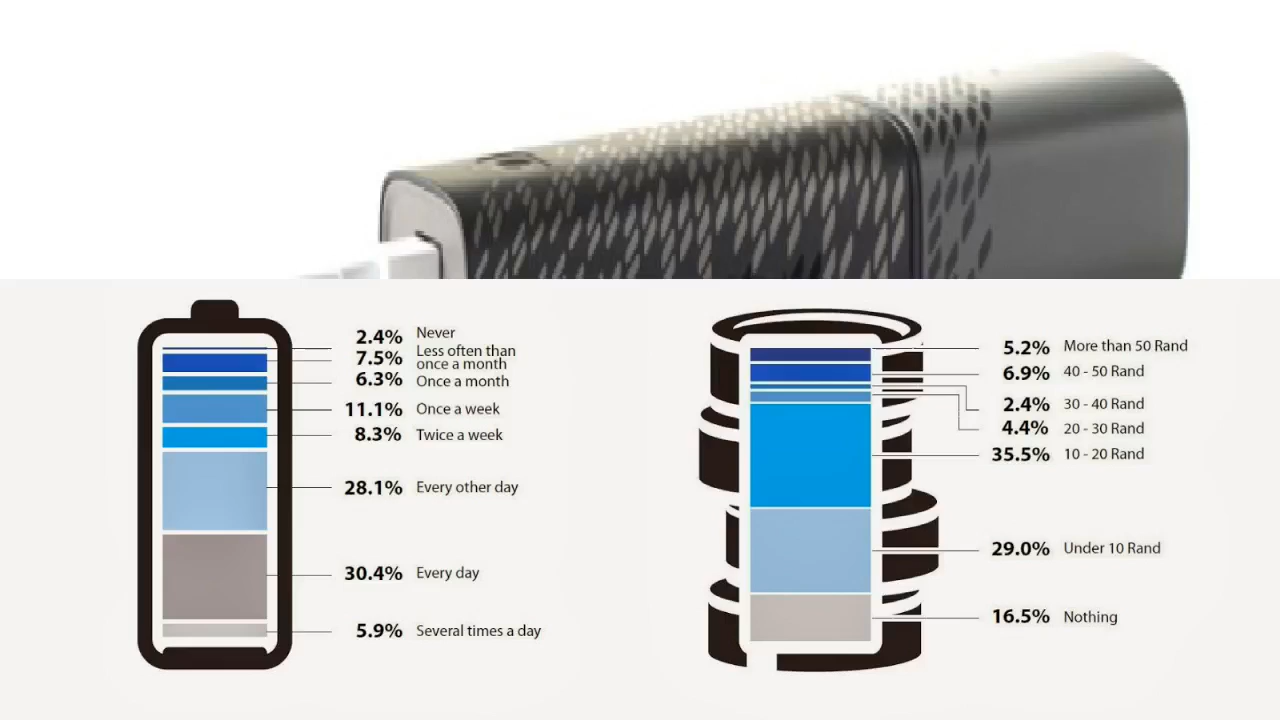 2.4% Never
7.5% Less often than
once a month
6.3% Once a month
11.1% Once a week
8.3% Twice a week
28.1% Every other day
30.4% Every day
5.9% Several times a day
5.2% More than 50 Rand
6.9% 40 - 50 Rand
2.4% 30 - 40 Rand
4.4% 20 - 30 Rand
35.5% 10 - 20 Rand
29.0% Under 10 Rand
16.5% Nothing